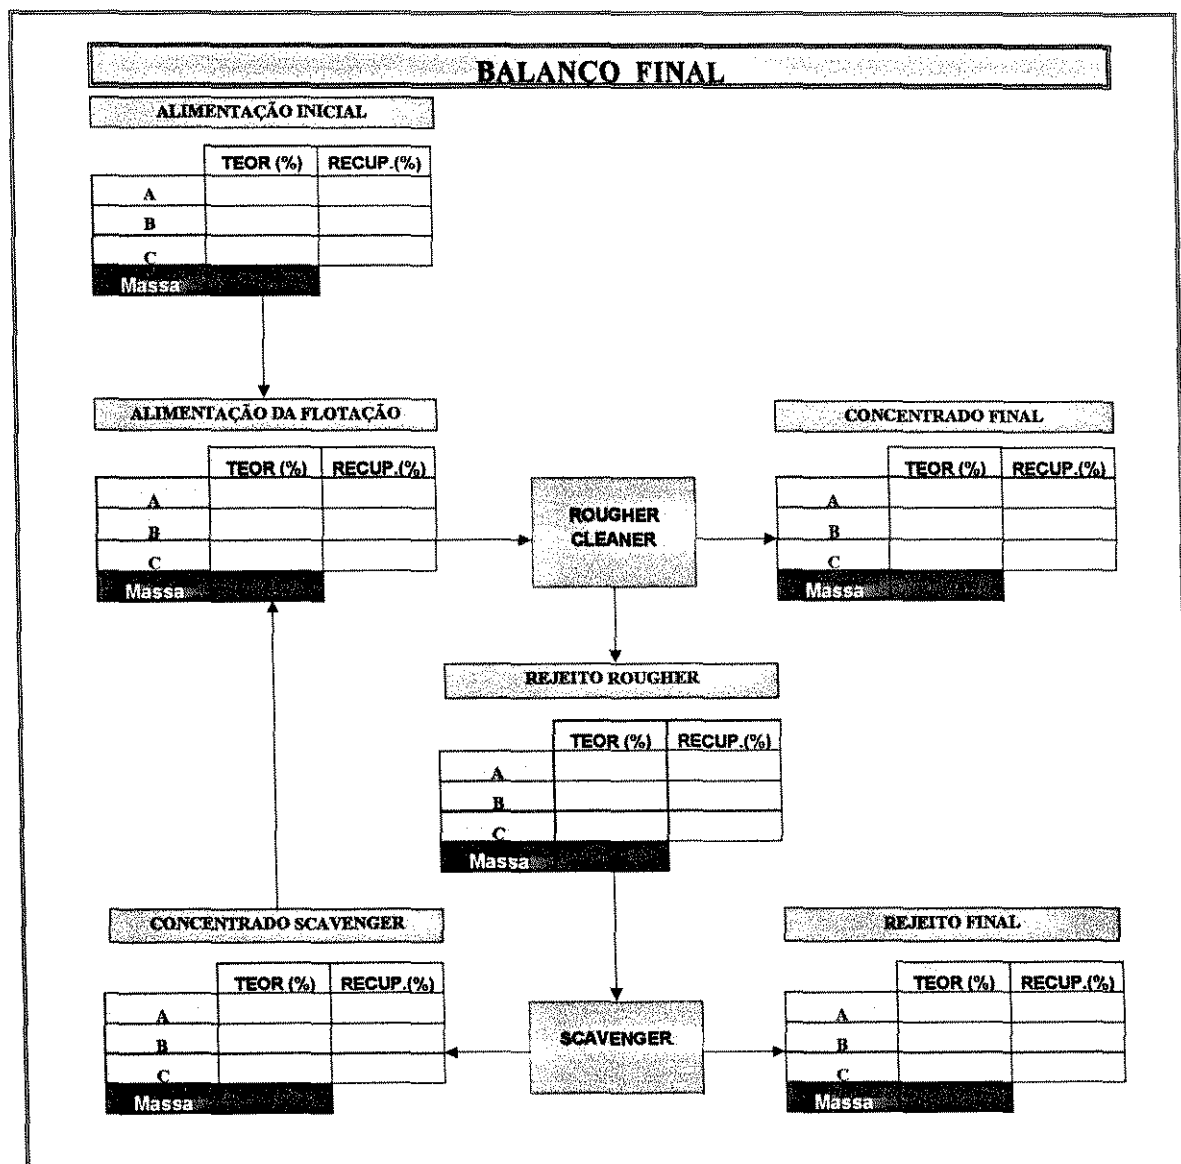 BALANÇO FINAL
ALIMENTAÇÃO INICIAL
TEOR (%) RECUP.(%)
A
B
C
Massa
ALIMENTAÇÃO DA FLOTAÇÃO
TEOR (%) RECUP.(%)
A
B
C
Massa
ROUGHER
CLEANER
CONCENTRADO FINAL
TEOR (%) RECUP.(%)
A
B
C
Massa
REJEITO ROUGHER
TEOR (%) RECUP.(%)
A
B
C
Massa
CONCENTRADO SCAVENGER
TEOR (%) RECUP.(%)
A
B
C
Massa
SCAVENGER
REJEITO FINAL
TEOR (%) RECUP.(%)
A
B
C
Massa